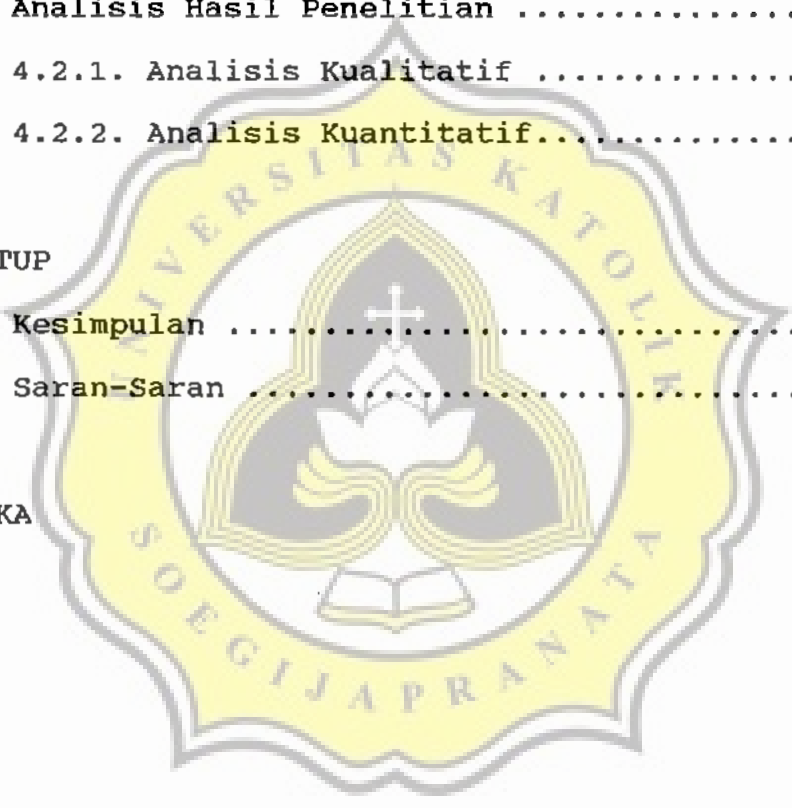 Analisis Hasil Penelitian ...............
4.2.1. Analisis Kualitatif ..............
4.2.2. Analisis Kuantitatif..............
TUP
Kesimpulan .................................
Saran-Saran ................................
KA
UNIVERSITAS KATOLIK
SOEGIJAPRANATA